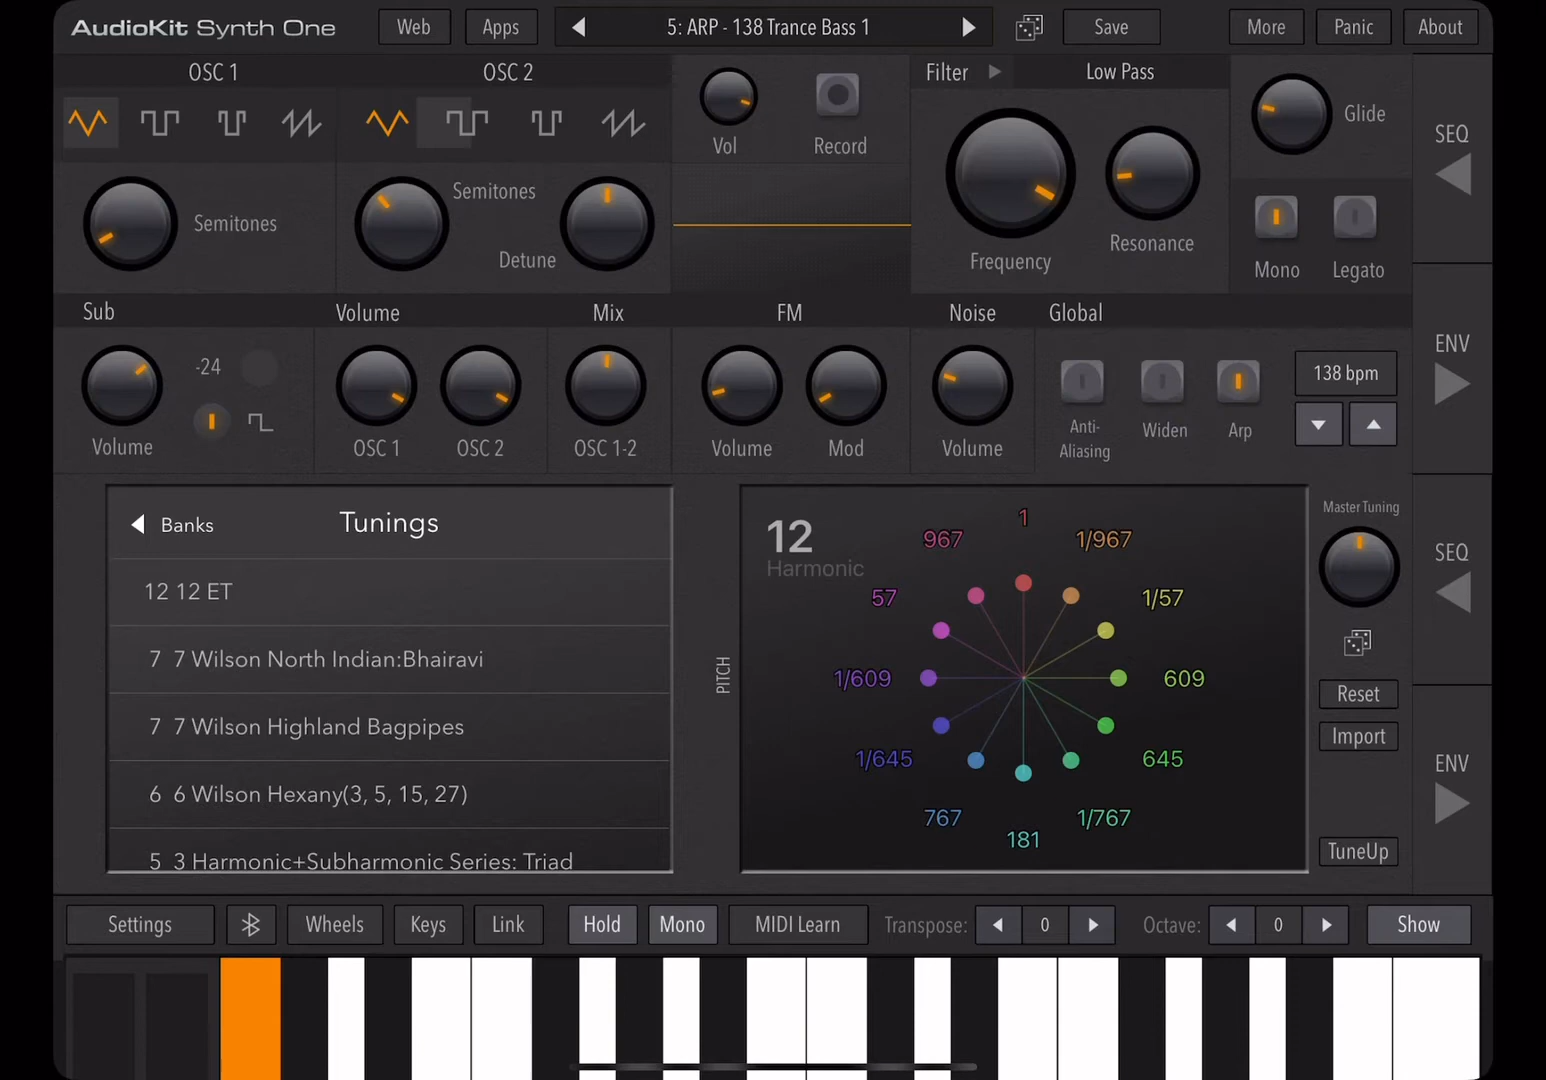 AudioKit Synth One
Web
Apps
5: ARP - 138 Trance Bass 1
Save
More
Panic
About
OSC 1
OSC 2
Vol
Record
Filter
Low Pass
Glide
SEQ
Semitones
Semitones
Detune
Frequency
Resonance
Mono
Legato
ENV
Sub
Volume
Mix
FM
Noise
Global
-24
Volume
OSC 1
OSC 2
OSC 1-2
Volume
Mod
Volume
Anti-
Aliasing
Widen
Arp
138 bpm
Banks
Tunings
12 12 ET
7 7 Wilson North Indian:Bhairavi
7 7 Wilson Highland Bagpipes
6 6 Wilson Hexany(3, 5, 15, 27)
5 3 Harmonic+Subharmonic Series: Triad
PITCH
12
Harmonic
967
1
1/967
57
1/57
1/609
609
1/645
645
767
181
1/767
Master Tuning
Reset
Import
TuneUp
SEQ
ENV
Settings
Wheels
Keys
Link
Hold
Mono
MIDI Learn
Transpose:
0
Octave:
0
Show